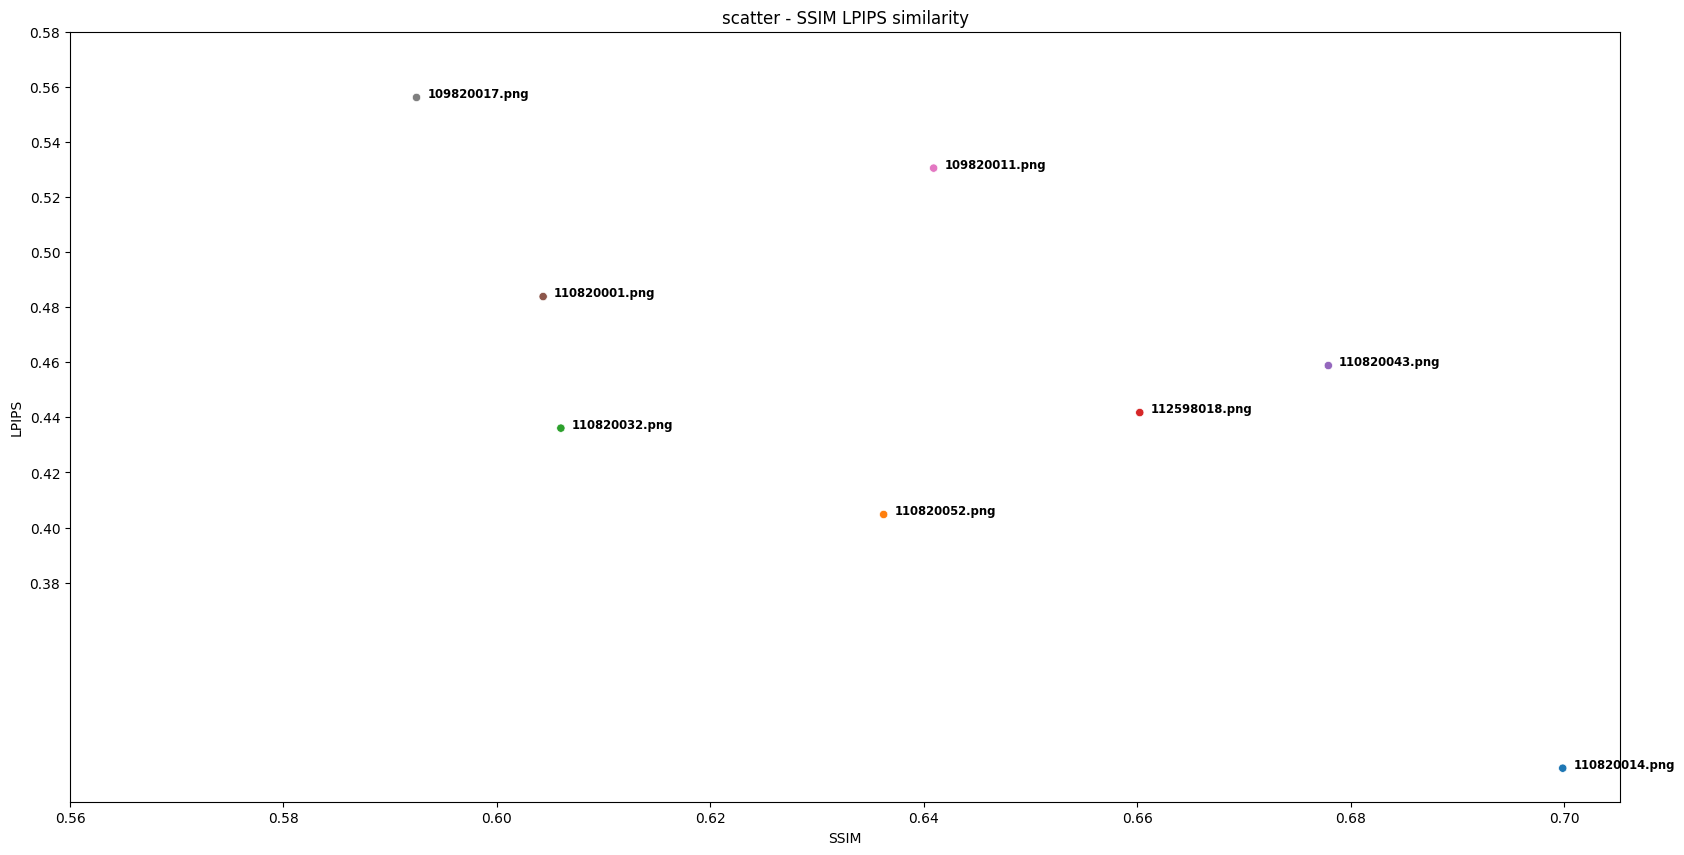 scatter - SSIM LPIPS similarity
0.58
0.56
0.54
0.52
0.50
0.48
0.46
0.44
0.42
0.40
0.38
LPIPS
109820017.png
109820011.png
110820001.png
110820043.png
112598018.png
110820032.png
110820052.png
110820014.png
0.56 0.58 0.60 0.62 0.64 0.66 0.68 0.70
SSIM